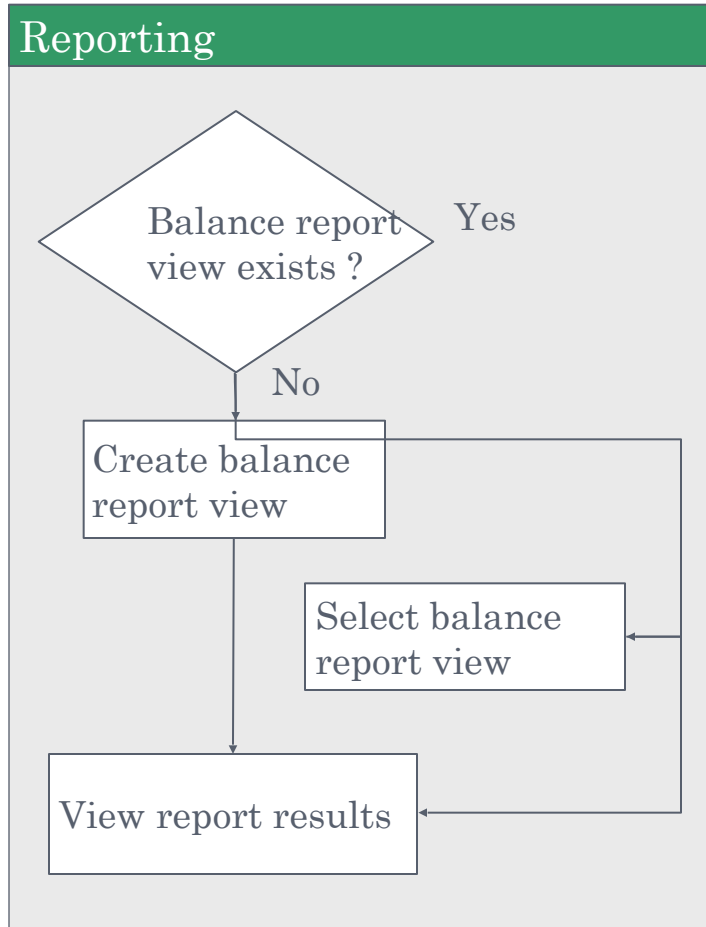 Reporting
Balance report
view exists ?
Yes
No
Create balance
report view
Select balance
report view
View report results